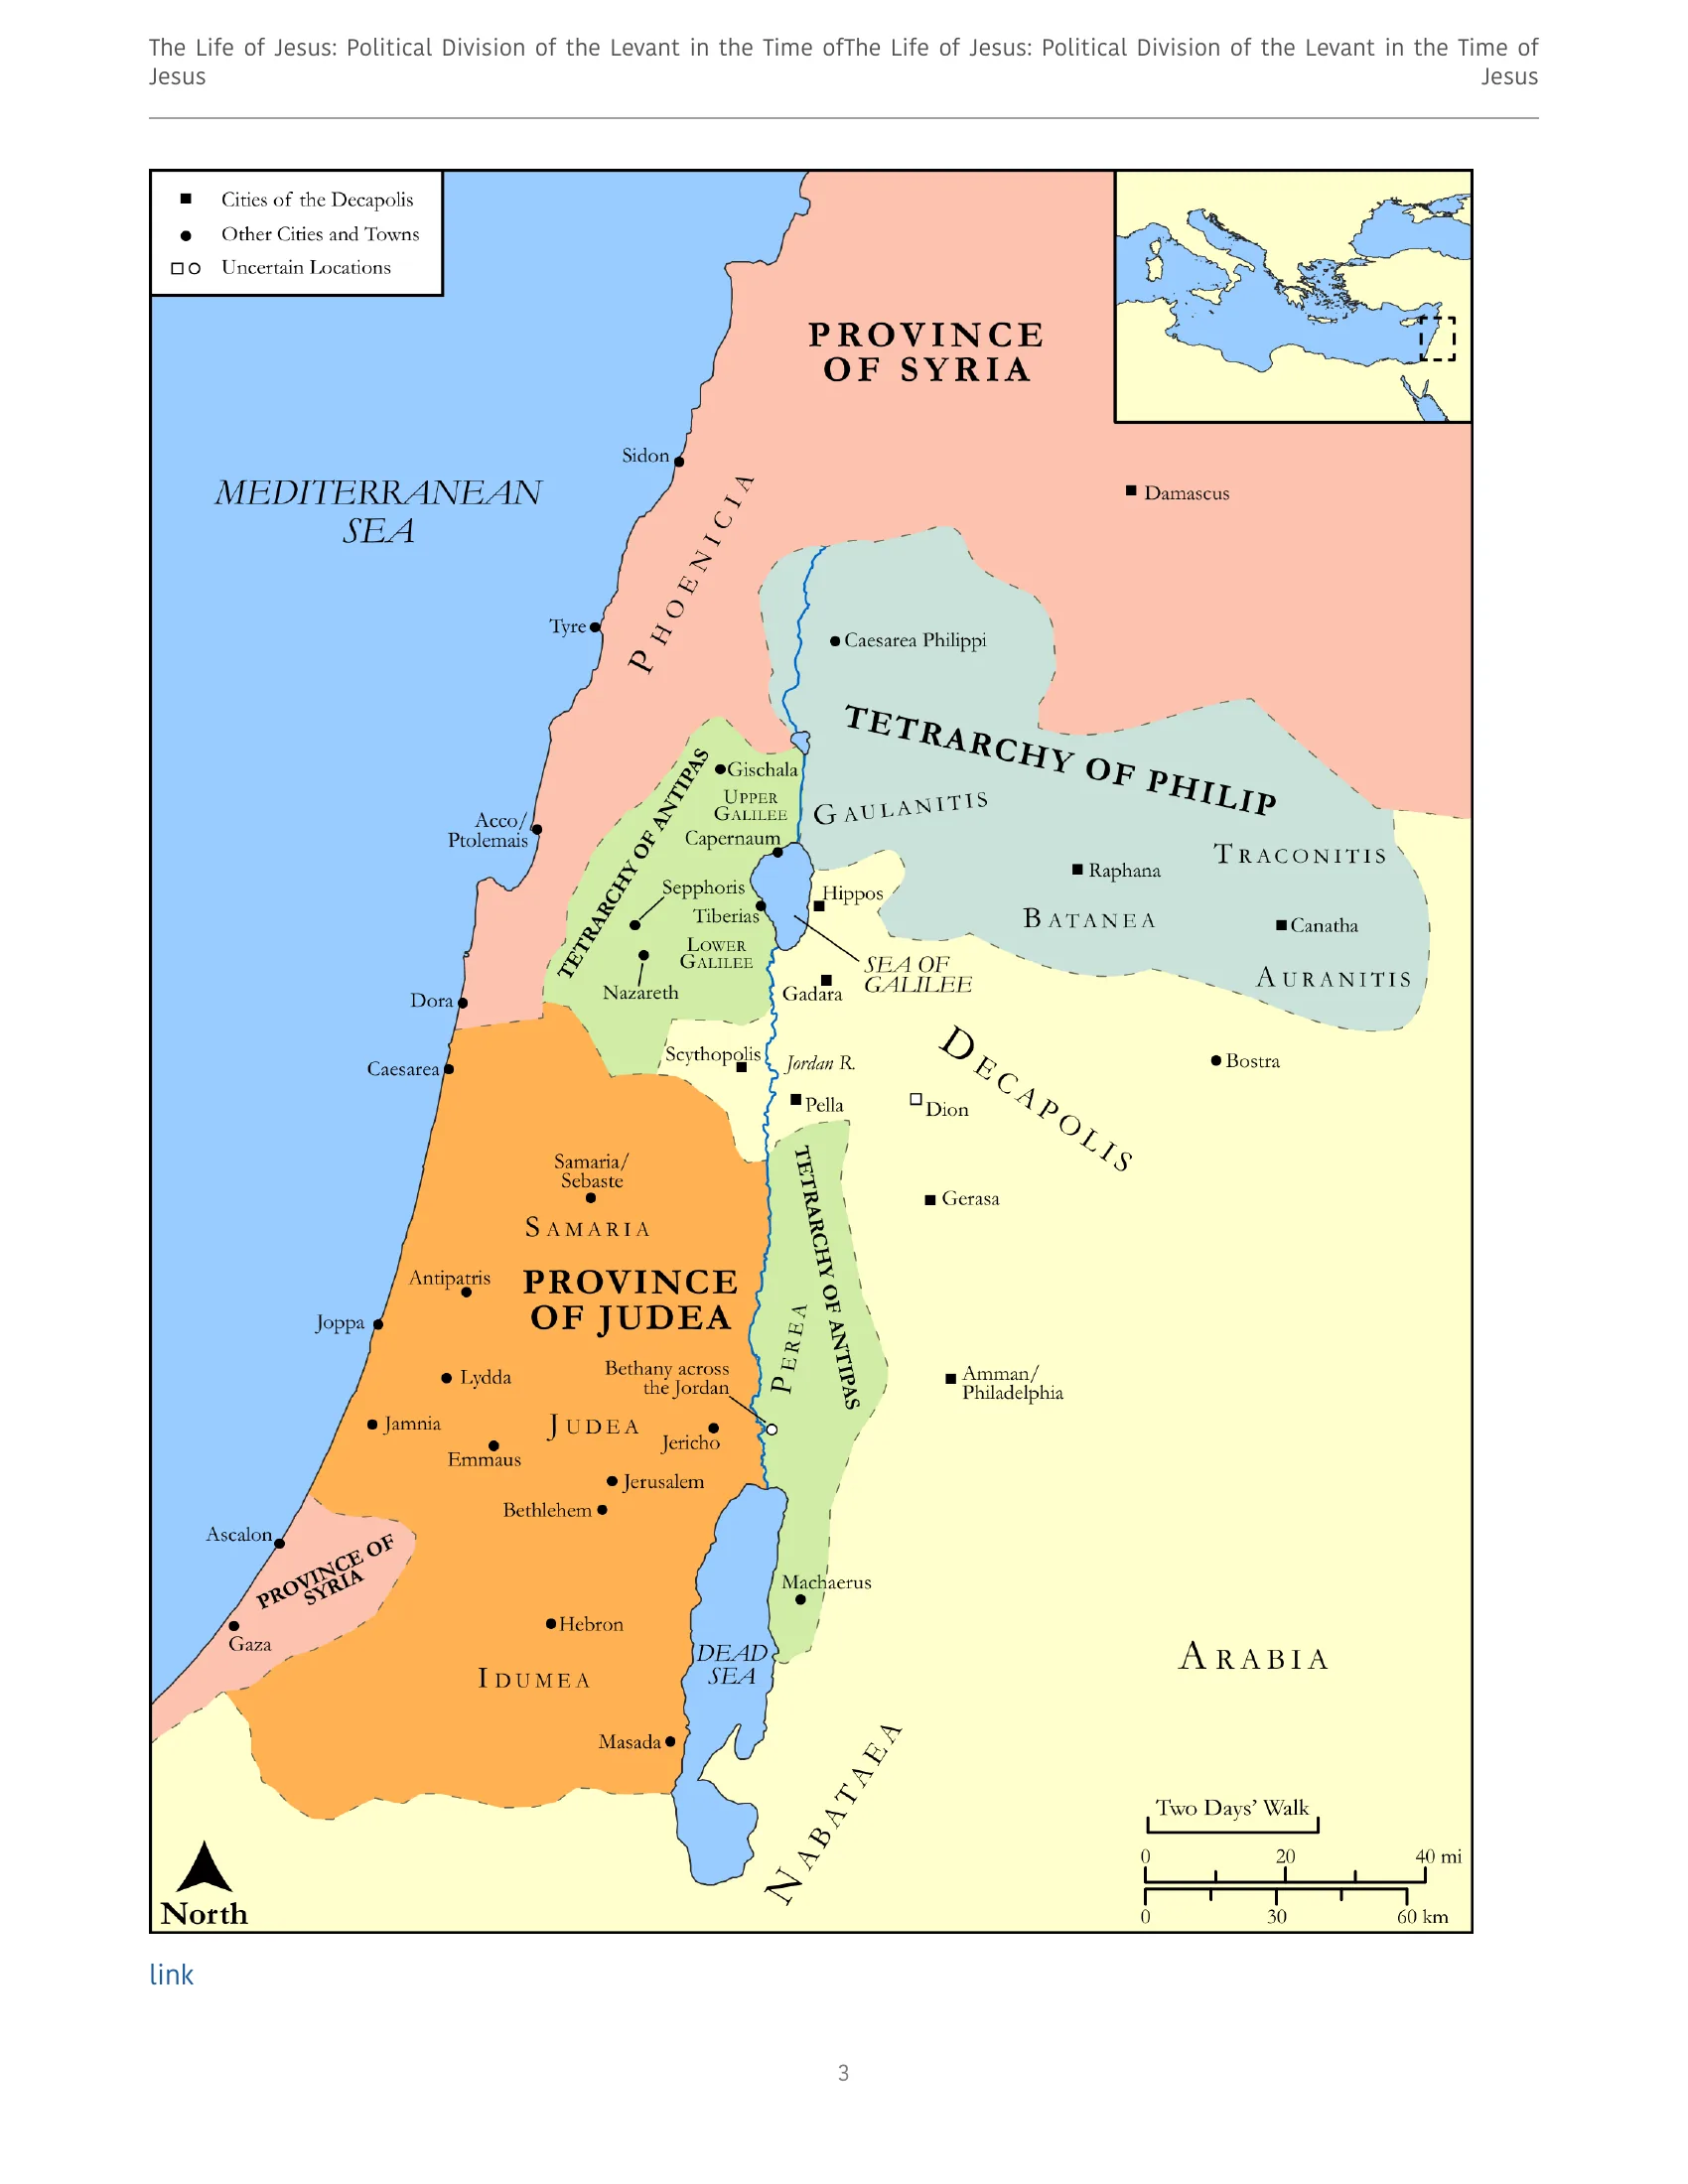 The Life of Jesus: Political Division of the Levant in the Time ofThe Life of Jesus: Political Division of the Levant in the Time of
Jesus Jesus
Cities of the Decapolis
Other Cities and Towns
Uncertain Locations
PROVINCE
OF SYRIA
Sidon
MEDITERRANEAN
SEA
Damascus
PHOENICIA
Tyre
Caesarea Philippi
TETRARCHY OF PHILIP
TETRARCHY OF ANTIPAS
Gischala
UPPER
GALILEE
GAULANITIS
Acco/
Ptolemais
Capernaum
TRACONITIS
Raphana
Sepphoris
Hippos
Tiberias
BATANEA
Canatha
LOWER
GALILEE
SEA OF
GALILEE
AURANITIS
Nazareth
Gadara
Dora
DECAPOLIS
Scythopolis
Jordan R.
Bostra
Caesarea
Pella
Dion
Samaria/
Sebaste
TETRARCHY OF ANTIPAS
Gerasa
SAMARIA
Antipatris
PROVINCE
OF JUDEA
PEREA
Joppa
Bethany across
the Jordan
Lydda
Amman/
Philadelphia
Jamnia
JUDEA
Jericho
Emmaus
Jerusalem
Bethlehem
Ascalon
PROVINCE OF
SYRIA
Machaerus
Gaza
Hebron
DEAD
SEA
ARABIA
IDUMEA
Masada
NABATAEA
Two Days’ Walk
0 20 40 mi
0 30 60 km
North
link
3